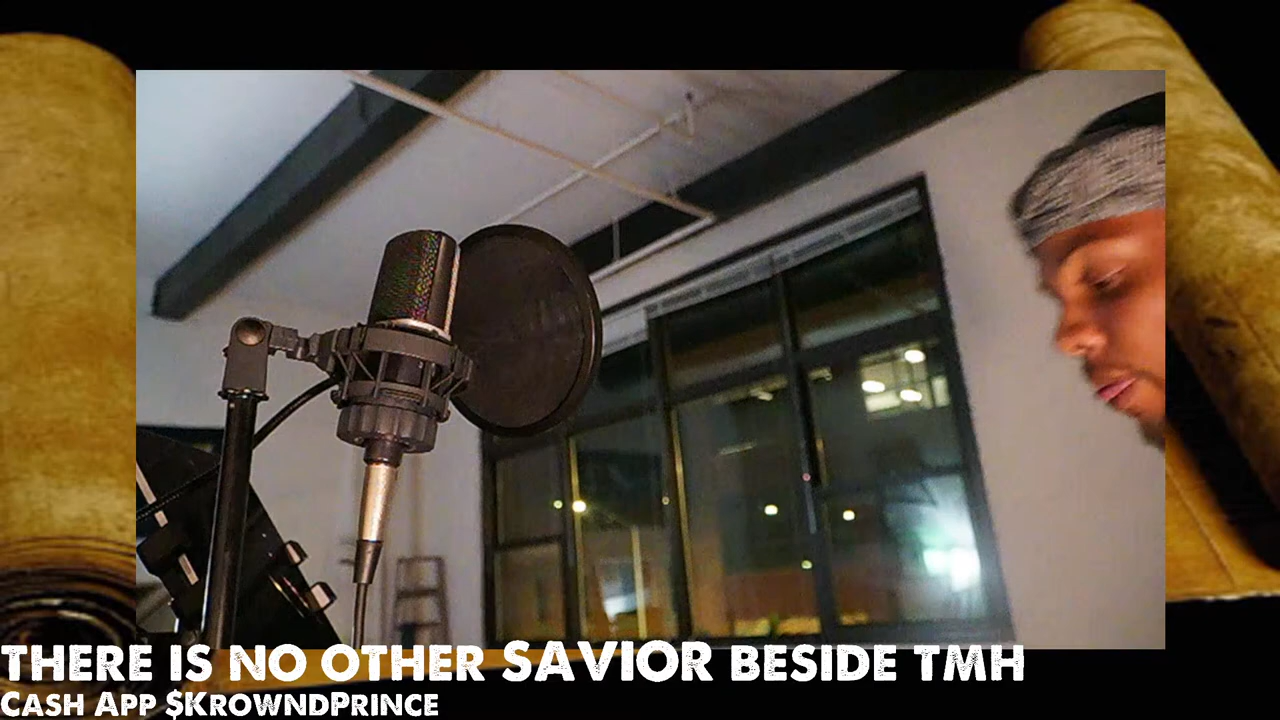 THERE IS NO OTHER SAVIOR BESIDE TMH
CASH APP $KROWNDPRINCE